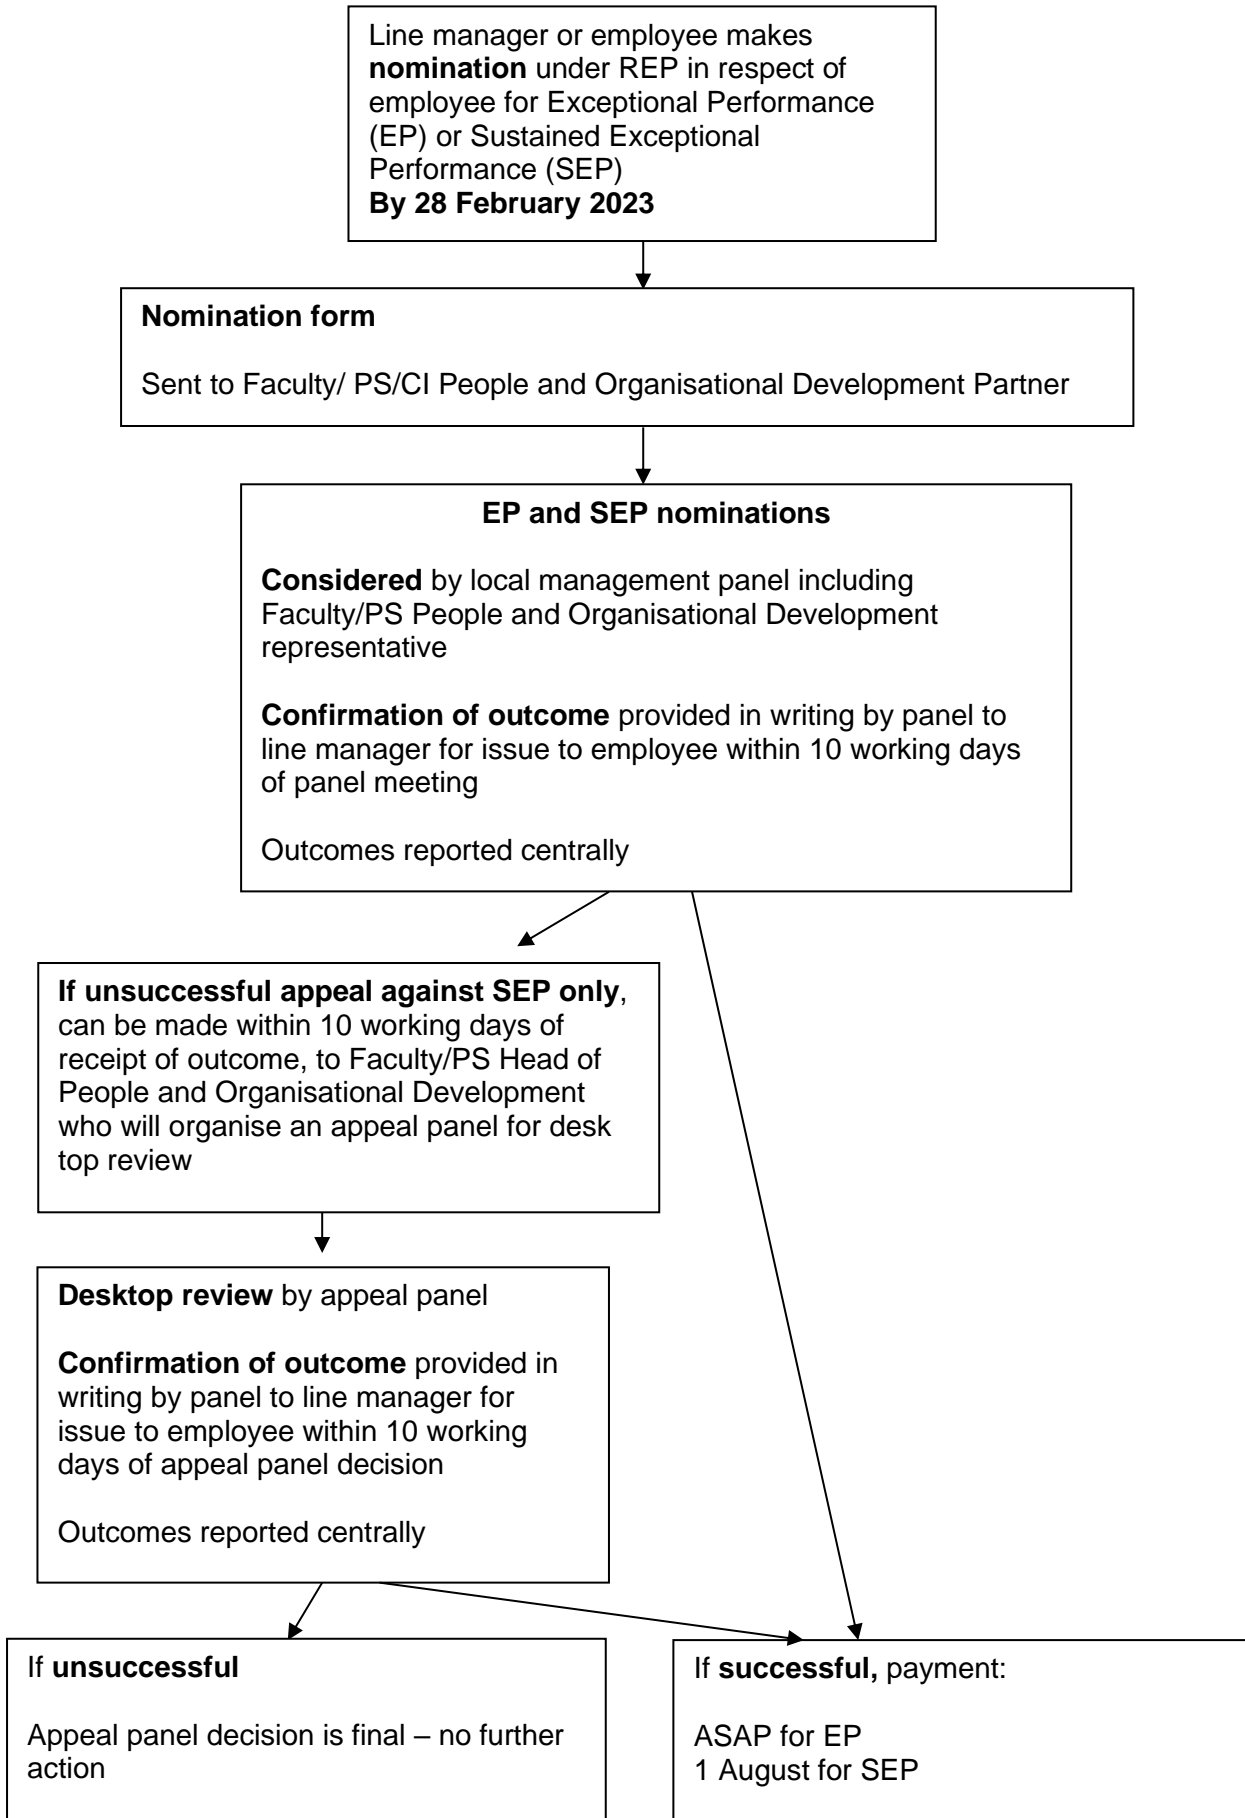 Line manager or employee makes
nomination under REP in respect of
employee for Exceptional Performance
(EP) or Sustained Exceptional
Performance (SEP)
By 28 February 2023
Nomination form
Sent to Faculty/ PS/CI People and Organisational Development Partner
EP and SEP nominations
Considered by local management panel including
Faculty/PS People and Organisational Development
representative
Confirmation of outcome provided in writing by panel to
line manager for issue to employee within 10 working days
of panel meeting
Outcomes reported centrally
If unsuccessful appeal against SEP only,
can be made within 10 working days of
receipt of outcome, to Faculty/PS Head of
People and Organisational Development
who will organise an appeal panel for desk
top review
Desktop review by appeal panel
Confirmation of outcome provided in
writing by panel to line manager for
issue to employee within 10 working
days of appeal panel decision
Outcomes reported centrally
If unsuccessful
Appeal panel decision is final – no further
action
If successful, payment:
ASAP for EP
1 August for SEP